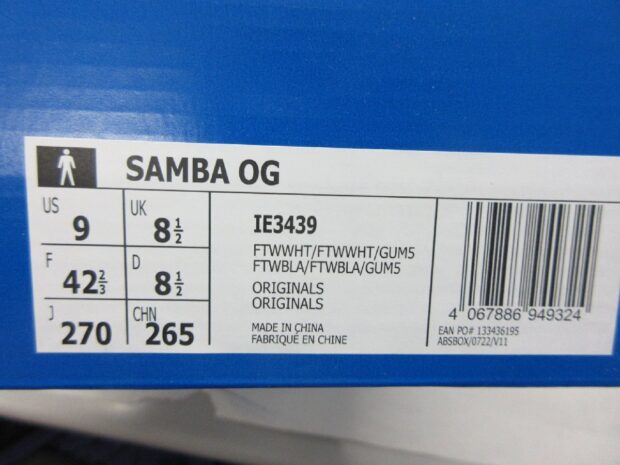 SAMBA OG
US 9
UK 8 1/2
F 42 2/3
D 8 1/2
J 270
CHN 265
IE3439
FTWWHT/FTWWHT/GUM5
FTWBLA/FTWBLA/GUM5
ORIGINALS
ORIGINALS
MADE IN CHINA
FABRIQUÉ EN CHINE
4 067886 949324
EAN PO# 133436195
ABSBOX/0722/V11